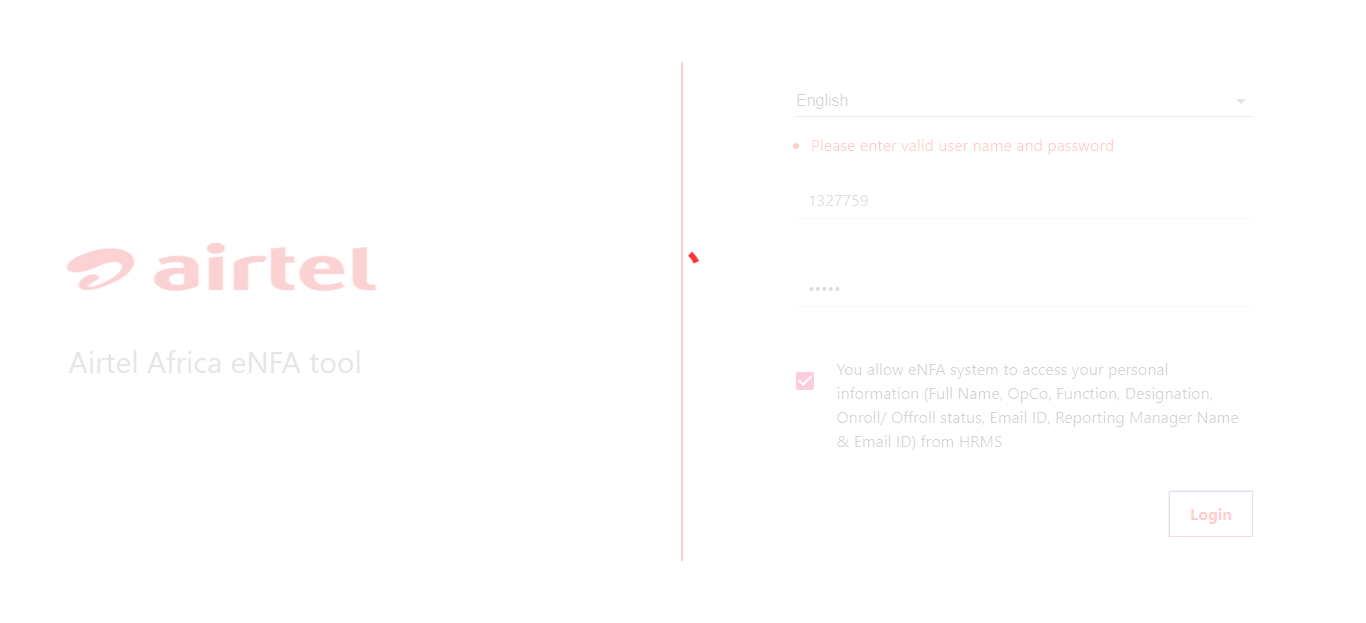 airtel
Airtel Africa eNFA tool
English
Please enter valid user name and password
1327759
•••••
You allow eNFA system to access your personal
information (Full Name, OpCo, Function, Designation,
Onroll/ Offroll status, Email ID, Reporting Manager Name
& Email ID) from HRMS
Login